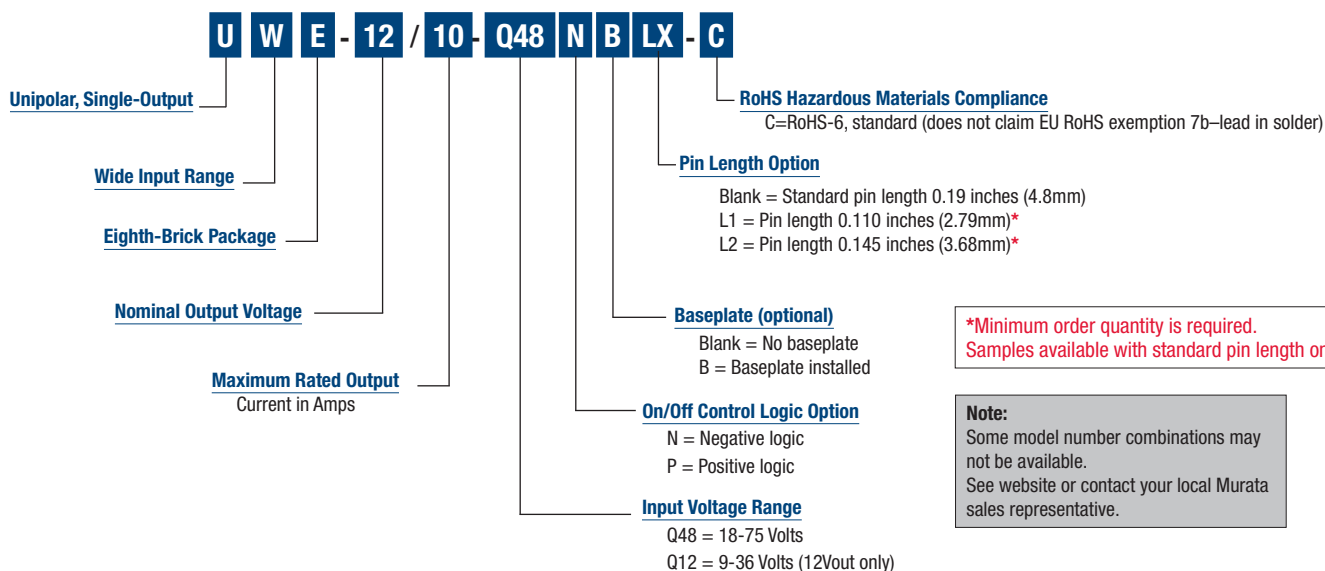 U W E - 12 / 10 - Q48 N B LX - C
Unipolar, Single-Output
Wide Input Range
Eighth-Brick Package
Nominal Output Voltage
Maximum Rated Output
Current in Amps
RoHS Hazardous Materials Compliance
C=RoHS-6, standard (does not claim EU RoHS exemption 7b–lead in solder)
Pin Length Option
Blank = Standard pin length 0.19 inches (4.8mm)
L1 = Pin length 0.110 inches (2.79mm)*
L2 = Pin length 0.145 inches (3.68mm)*
Baseplate (optional)
Blank = No baseplate
B = Baseplate installed
On/Off Control Logic Option
N = Negative logic
P = Positive logic
Input Voltage Range
Q48 = 18-75 Volts
Q12 = 9-36 Volts (12Vout only)
*Minimum order quantity is required.
Samples available with standard pin length
Note:
Some model number combinations may
not be available.
See website or contact your local Murata
sales representative.